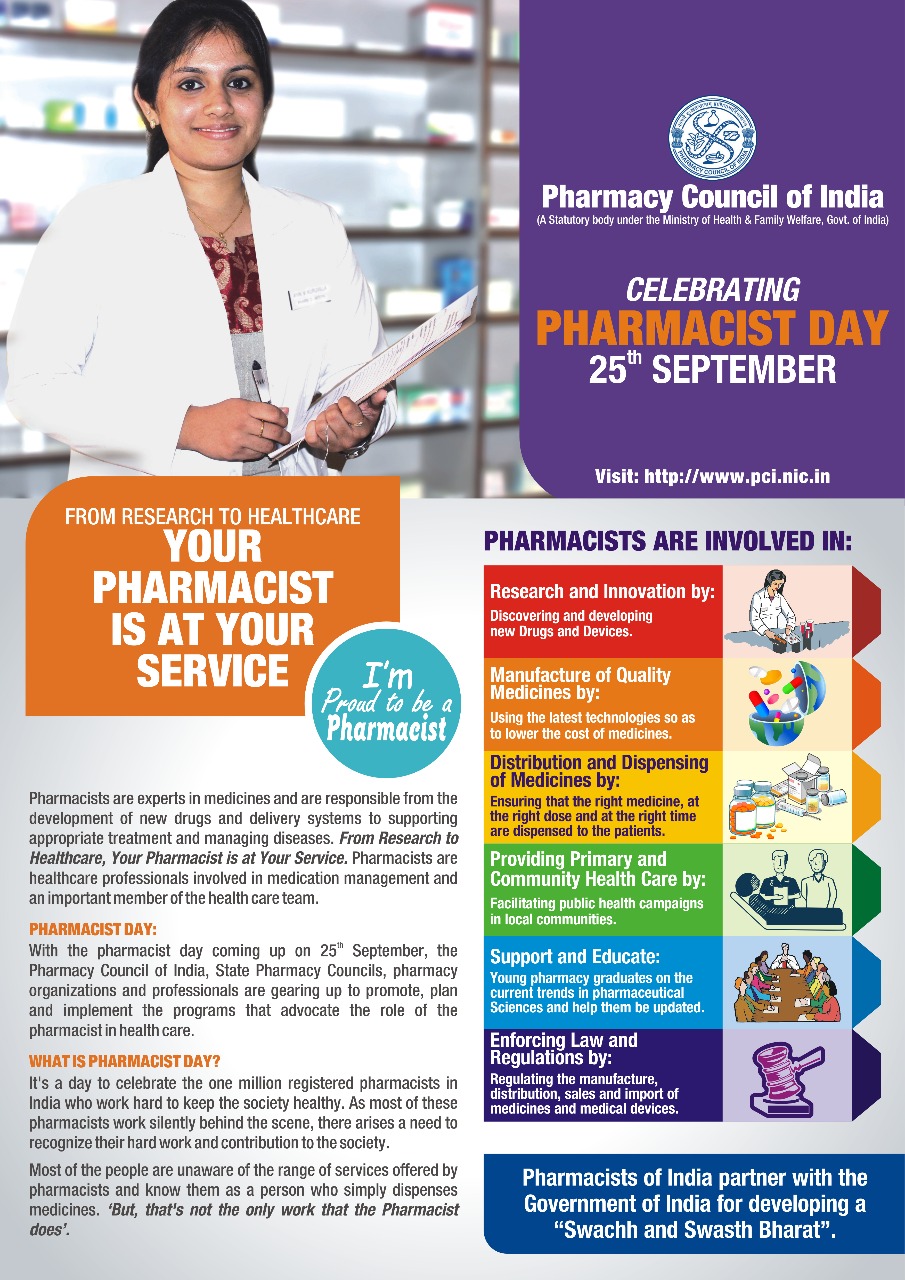 PHARMACY COUNCIL OF INDIA
Pharmacy Council of India
(A Statutory body under the Ministry of Health & Family Welfare, Govt. of India)
CELEBRATING
PHARMACIST DAY
25th SEPTEMBER
Visit: http://www.pci.nic.in
FROM RESEARCH TO HEALTHCARE
YOUR
PHARMACIST
IS AT YOUR
SERVICE
I'm
Proud to be a
Pharmacist
Pharmacists are experts in medicines and are responsible from the
development of new drugs and delivery systems to supporting
appropriate treatment and managing diseases. From Research to
Healthcare, Your Pharmacist is at Your Service. Pharmacists are
healthcare professionals involved in medication management and
an important member of the health care team.
PHARMACIST DAY:
With the pharmacist day coming up on 25th September, the
Pharmacy Council of India, State Pharmacy Councils, pharmacy
organizations and professionals are gearing up to promote, plan
and implement the programs that advocate the role of the
pharmacist in health care.
WHAT IS PHARMACIST DAY?
It's a day to celebrate the one million registered pharmacists in
India who work hard to keep the society healthy. As most of these
pharmacists work silently behind the scene, there arises a need to
recognize their hard work and contribution to the society.
Most of the people are unaware of the range of services offered by
pharmacists and know them as a person who simply dispenses
medicines. ‘But, that's not the only work that the Pharmacist
does’.
PHARMACISTS ARE INVOLVED IN:
Research and Innovation by:
Discovering and developing
new Drugs and Devices.
Manufacture of Quality
Medicines by:
Using the latest technologies so as
to lower the cost of medicines.
Distribution and Dispensing
of Medicines by:
Ensuring that the right medicine, at
the right dose and at the right time
are dispensed to the patients.
Providing Primary and
Community Health Care by:
Facilitating public health campaigns
in local communities.
Support and Educate:
Young pharmacy graduates on the
current trends in pharmaceutical
Sciences and help them be updated.
Enforcing Law and
Regulations by:
Regulating the manufacture,
distribution, sales and import of
medicines and medical devices.
Pharmacists of India partner with the
Government of India for developing a
“Swachh and Swasth Bharat”.